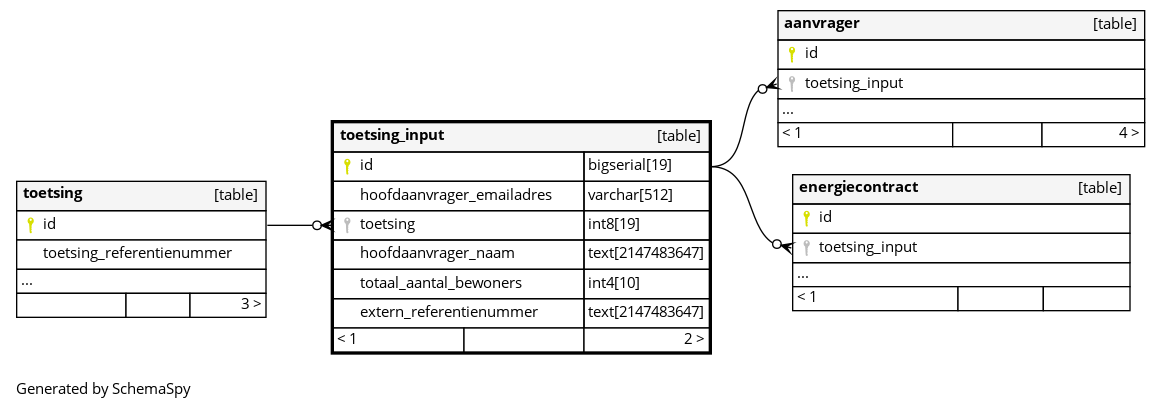 toetsing [table]
id
toetsing_referentienummer
...
3 >
toetsing_input [table]
id bigserial[19]
hoofdaanvrager_emailadres varchar[512]
toetsing int8[19]
hoofdaanvrager_naam text[2147483647]
totaal_aantal_bewoners int4[10]
extern_referentienummer text[2147483647]
< 1 2 >
aanvrager [table]
id
toetsing_input
...
< 1 4 >
energiecontract [table]
id
toetsing_input
...
< 1
Generated by SchemaSpy